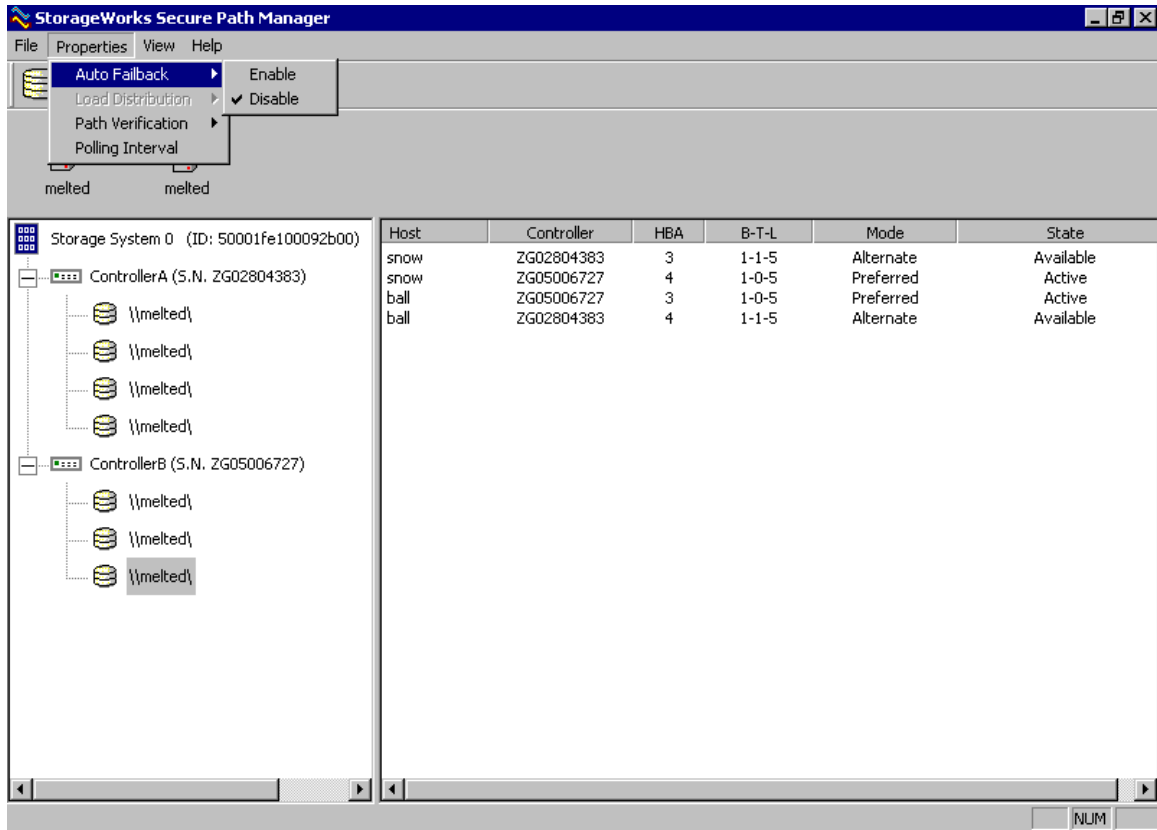 StorageWorks Secure Path Manager
File Properties View Help
Auto Failback Enable
Load Distribution Disable
Path Verification
Polling Interval
melted melted
Storage System 0 (ID: 50001fe100092b00)
ControllerA (S.N. ZG02804383)
\\melted\
\\melted\
\\melted\
\\melted\
ControllerB (S.N. ZG05006727)
\\melted\
\\melted\
\\melted\
Host Controller HBA B-T-L Mode State
snow ZG02804383 3 1-1-5 Alternate Available
snow ZG05006727 4 1-0-5 Preferred Active
ball ZG05006727 3 1-0-5 Preferred Active
ball ZG02804383 4 1-1-5 Alternate Available
NUM